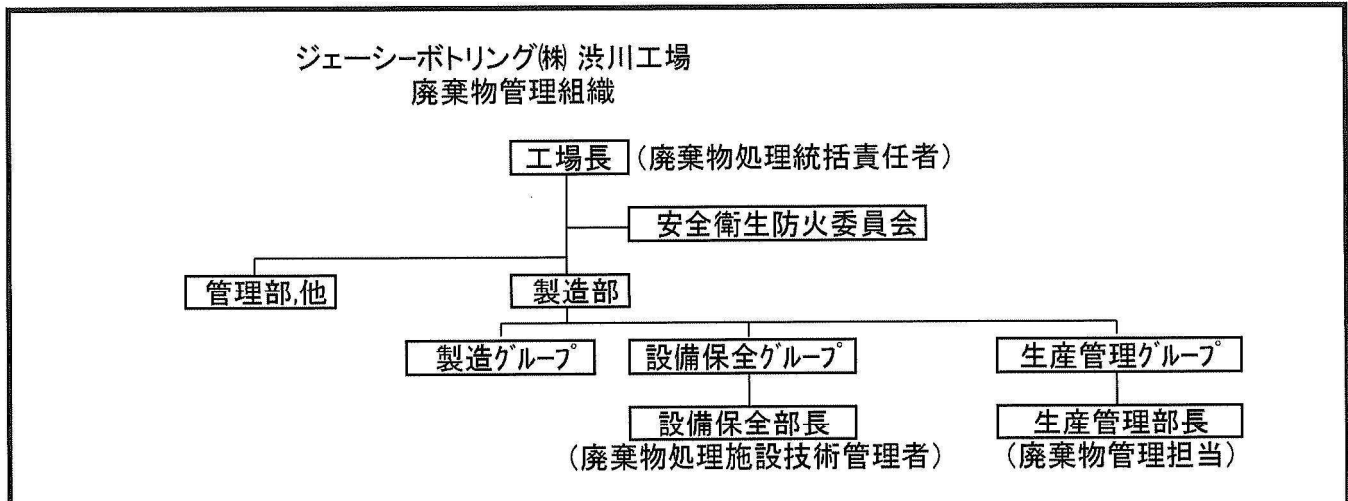 ジェーシーボトリング㈱ 渋川工場
廃棄物管理組織
工場長 (廃棄物処理統括責任者)
安全衛生防火委員会
管理部,他 製造部
製造ｸﾞﾙｰﾌﾟ 設備保全ｸﾞﾙｰﾌﾟ 生産管理ｸﾞﾙｰﾌﾟ
設備保全部長 生産管理部長
(廃棄物処理施設技術管理者) (廃棄物管理担当)